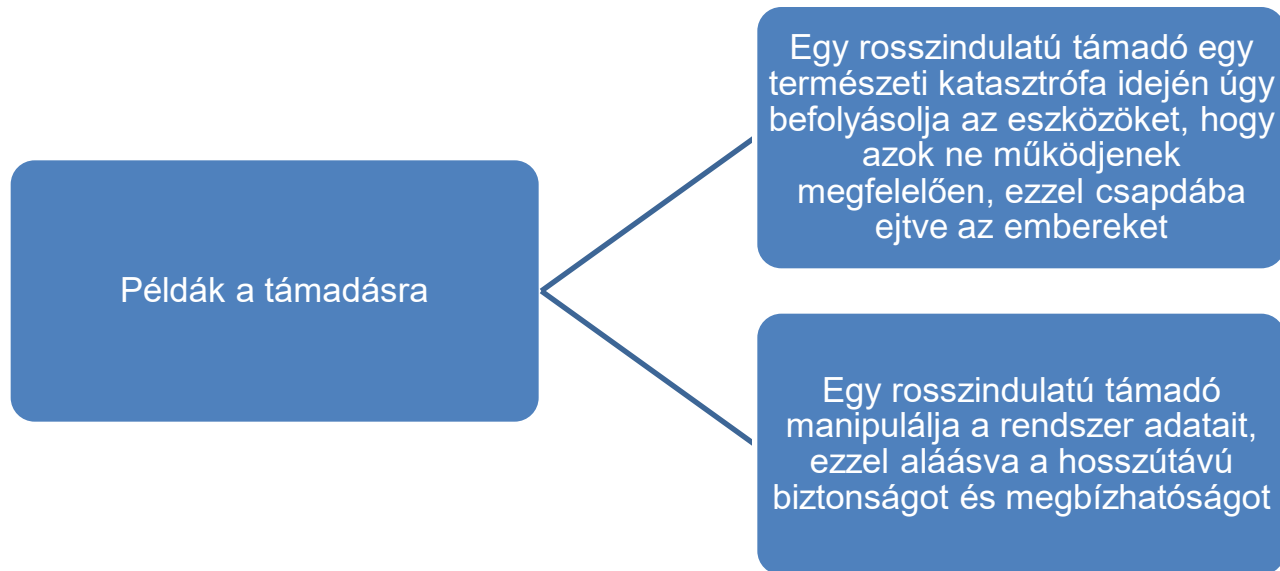 Példák a támadásra
Egy rosszindulatú támadó egy
természeti katasztrófa idején úgy
befolyásolja az eszközöket, hogy
azok ne működjenek
megfelelően, ezzel csapdába
ejtve az embereket
Egy rosszindulatú támadó
manipulálja a rendszer adatait,
ezzel aláásva a hosszútávú
biztonságot és megbízhatóságot